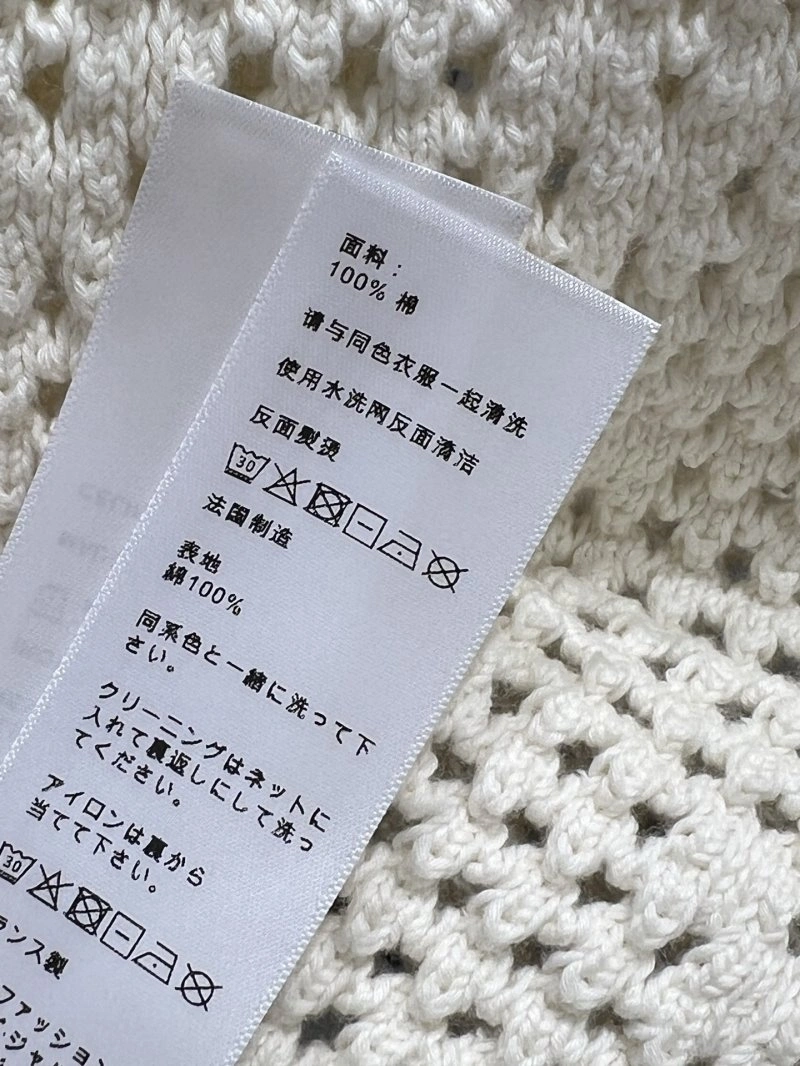 面料：
100% 棉
请与同色衣服一起清洗
使用水洗网反面清洁
反面熨烫
30
法国制造
表地
綿100%
同系色と一緒に洗って下
さい。
クリーニングはネットに
入れて裏返しにして洗っ
てください。
アイロンは裏から
当てて下さい。
30
ランス製
ファッション